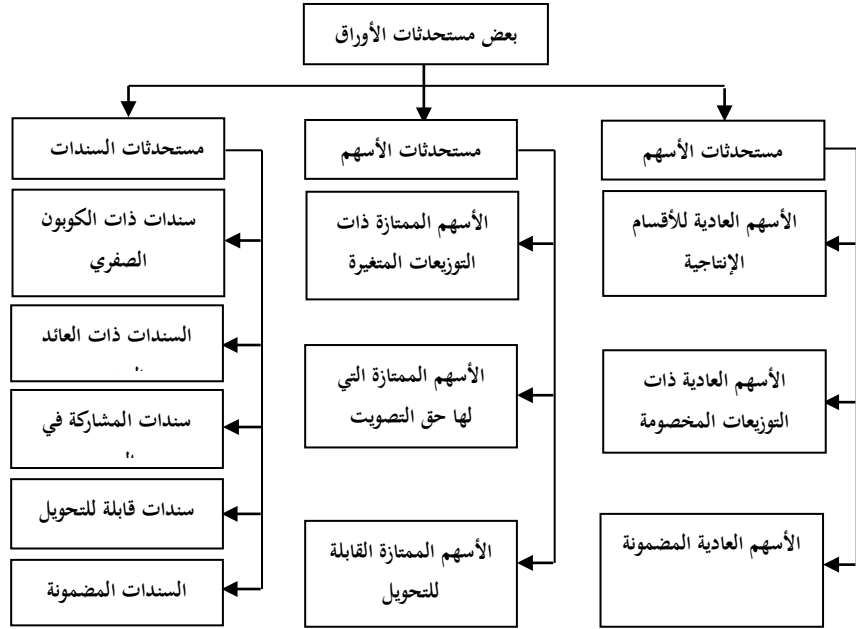 بعض مستحدثات الأوراق
مستحدثات الأسهم
الأسهم العادية للأقسام
الإنتاجية
الأسهم العادية ذات
التوزيعات المخصومة
الأسهم العادية المضمونة
مستحدثات الأسهم
الأسهم الممتازة ذات
التوزيعات المتغيرة
الأسهم الممتازة التي
لها حق التصويت
الأسهم الممتازة القابلة
للتحويل
مستحدثات السندات
سندات ذات الكوبون
الصفري
السندات ذات العائد
سندات المشاركة في
سندات قابلة للتحويل
السندات المضمونة